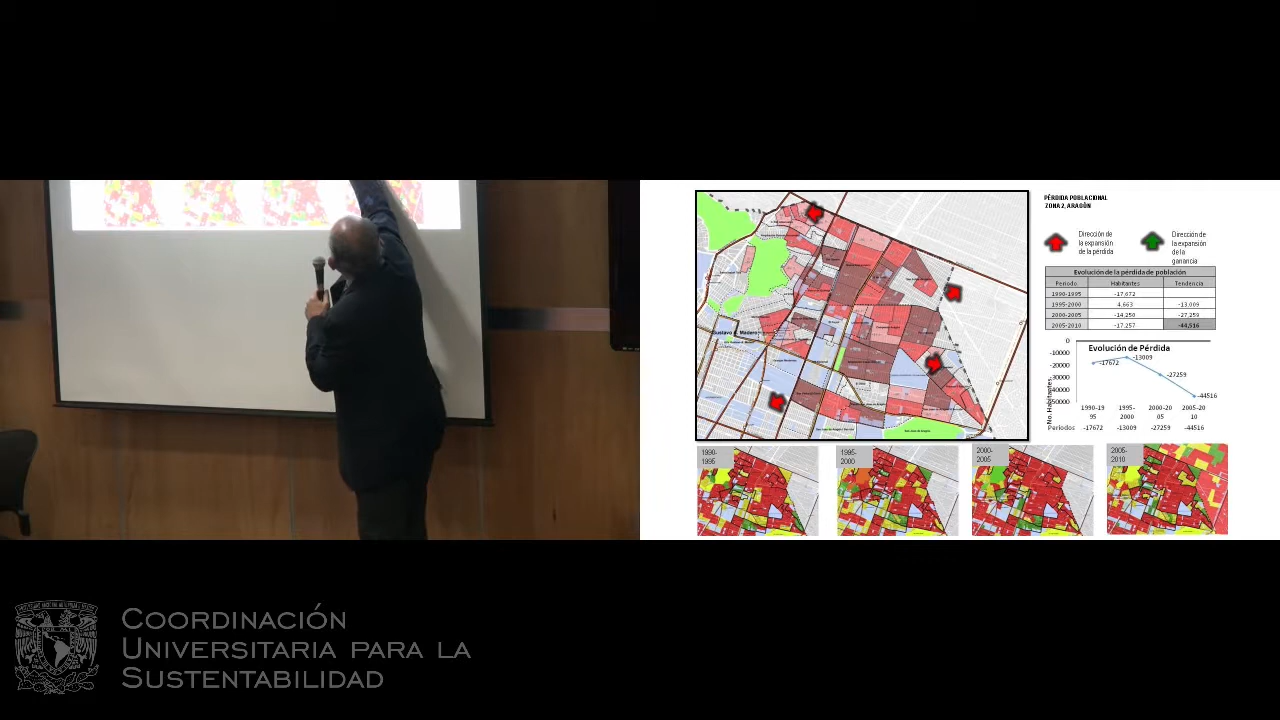 PÉRDIDA POBLACIONAL
ZONA 2, ARAGÓN
Dirección de
la expansión
de la pérdida
Dirección de
la expansión
de la
ganancia
Evolución de la pérdida de población
Periodo Habitantes Tendencia
1990-1995 -17,672
1995-2000 4,663 -13,009
2000-2005 -14,250 -27,259
2005-2010 -17,257 -44,516
Evolución de Pérdida
0
-10000
-20000
-30000
-40000
-50000
No. Habitantes
-17672
-13009
-27259
-44516
1990-19
95
1995-
2000
2000-20
05
2005-20
10
Periodos -17672 -13009 -27259 -44516
Gustavo A. Madero
1990-
1995
1995-
2000
2000-
2005
2005-
2010
COORDINACIÓN
UNIVERSITARIA PARA LA
SUSTENTABILIDAD